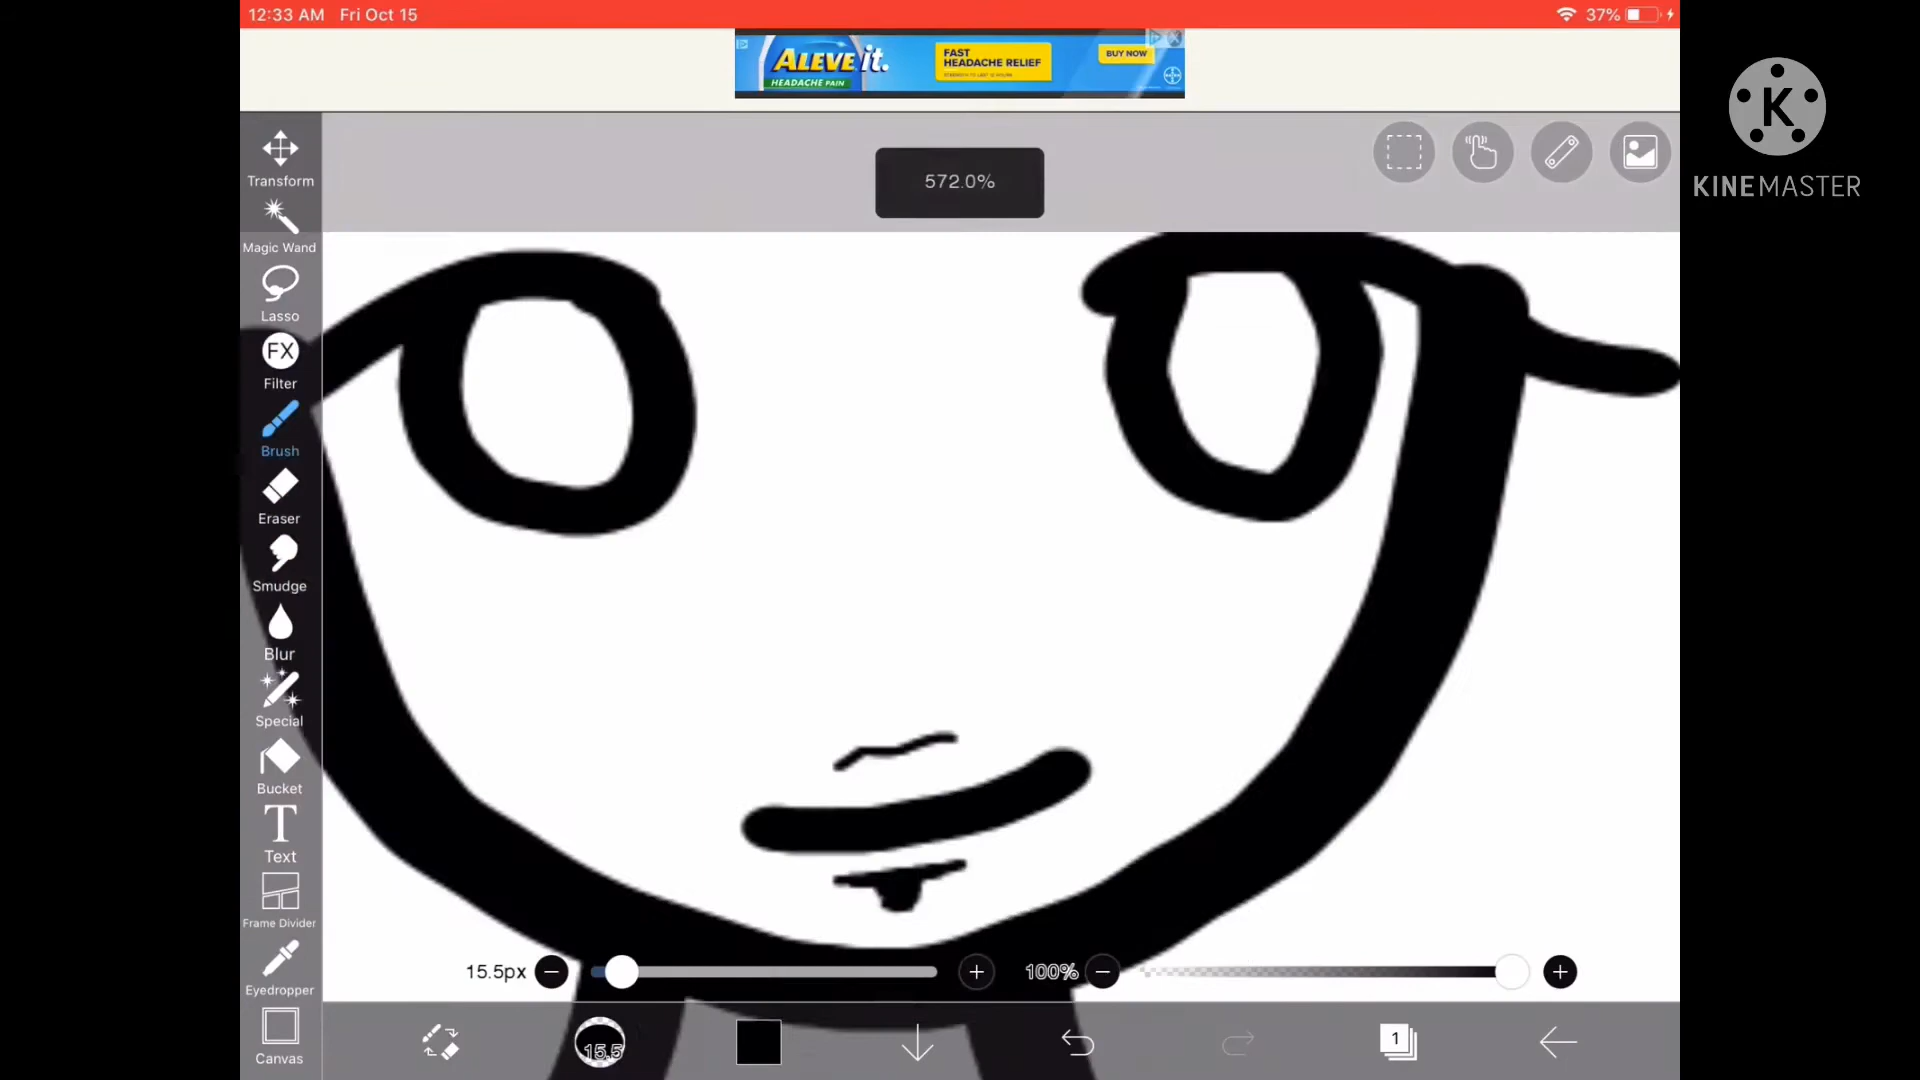 12:33 AM Fri Oct 15
37%
ALEVE it.
HEADACHE PAIN
FAST
HEADACHE RELIEF
BUY NOW
K
KINEMASTER
572.0%
Transform
Magic Wand
Lasso
FX
Filter
Brush
Eraser
Smudge
Blur
Special
Bucket
T
Text
Frame Divider
Eyedropper
Canvas
15.5px
100%
15.5
1